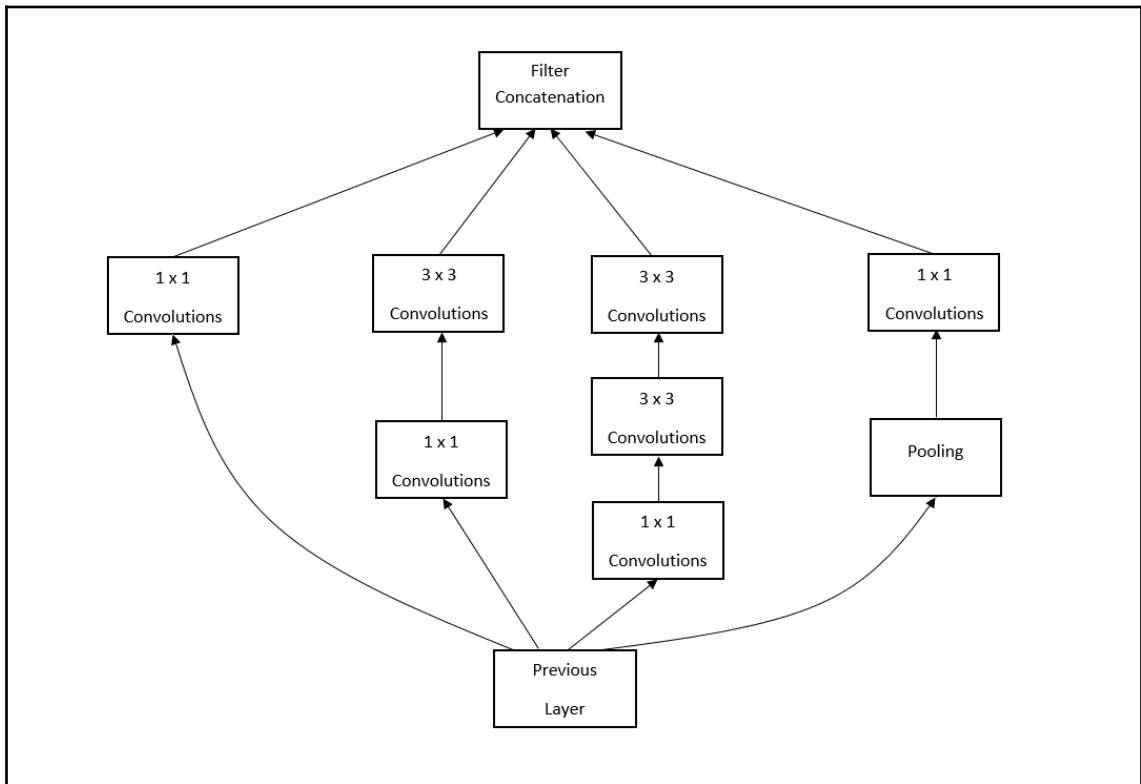 Filter
Concatenation
1 x 1
Convolutions
3 x 3
Convolutions
3 x 3
Convolutions
1 x 1
Convolutions
3 x 3
Convolutions
1 x 1
Convolutions
Pooling
1 x 1
Convolutions
Previous
Layer